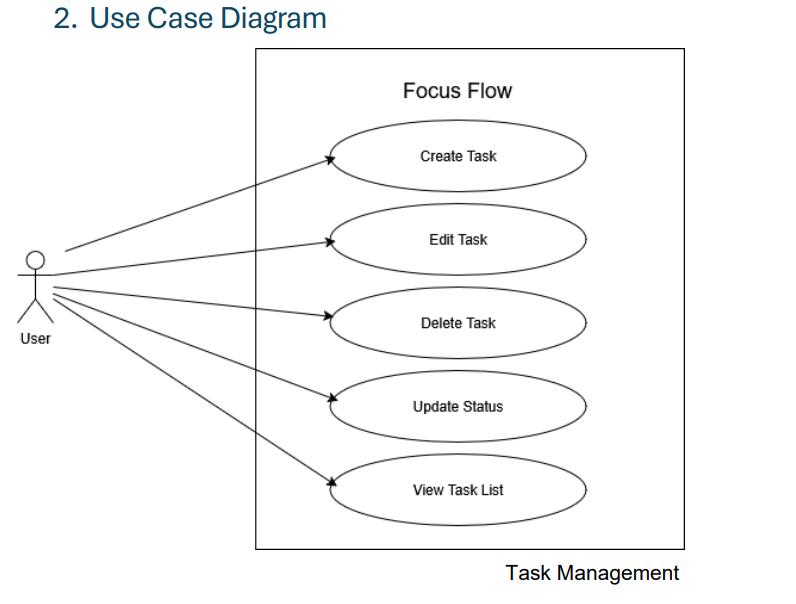 2. Use Case Diagram
Focus Flow
Create Task
Edit Task
Delete Task
Update Status
View Task List
User
Task Management